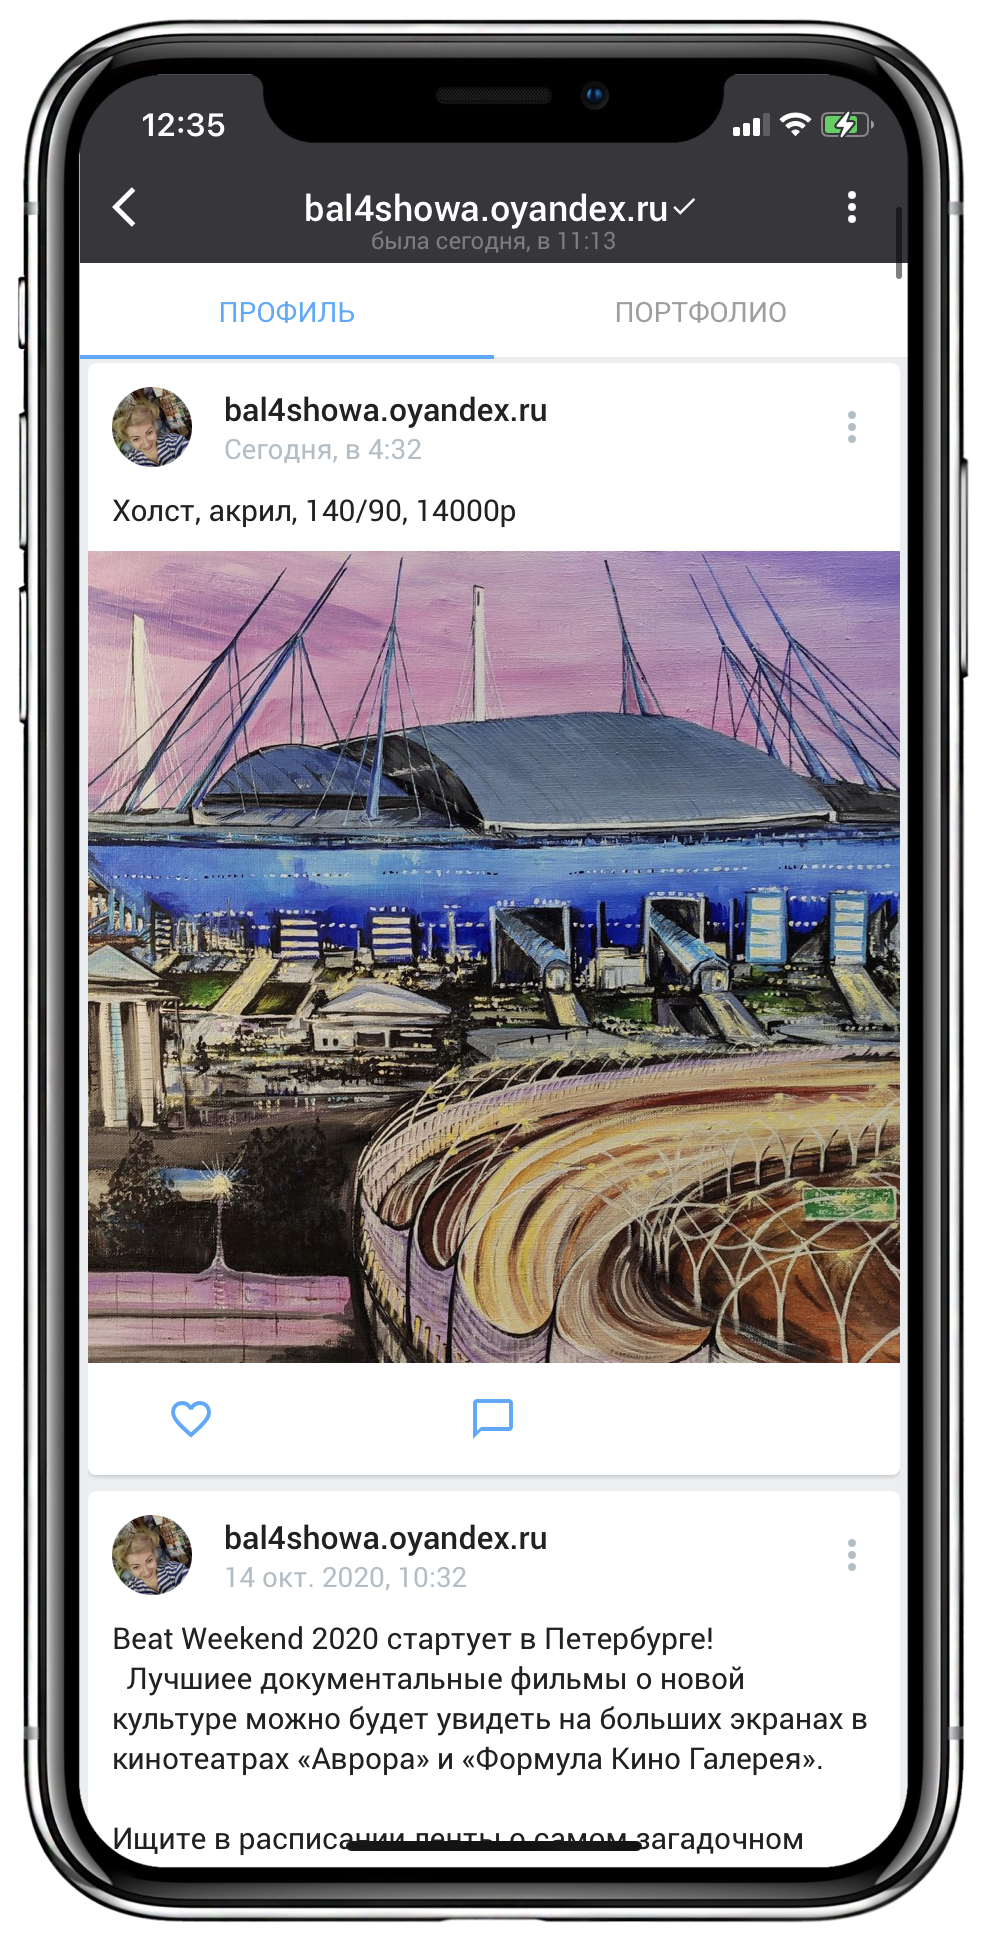 12:35
bal4showa.oyandex.ru
была сегодня, в 11:13
ПРОФИЛЬ
ПОРТФОЛИО
bal4showa.oyandex.ru
Сегодня, в 4:32
Холст, акрил, 140/90, 14000р
bal4showa.oyandex.ru
14 окт. 2020, 10:32
Beat Weekend 2020 стартует в Петербурге!
Лучшиее документальные фильмы о новой
культуре можно будет увидеть на больших экранах в
кинотеатрах «Аврора» и «Формула Кино Галерея».
Ищите в расписании ленты о самом загадочном